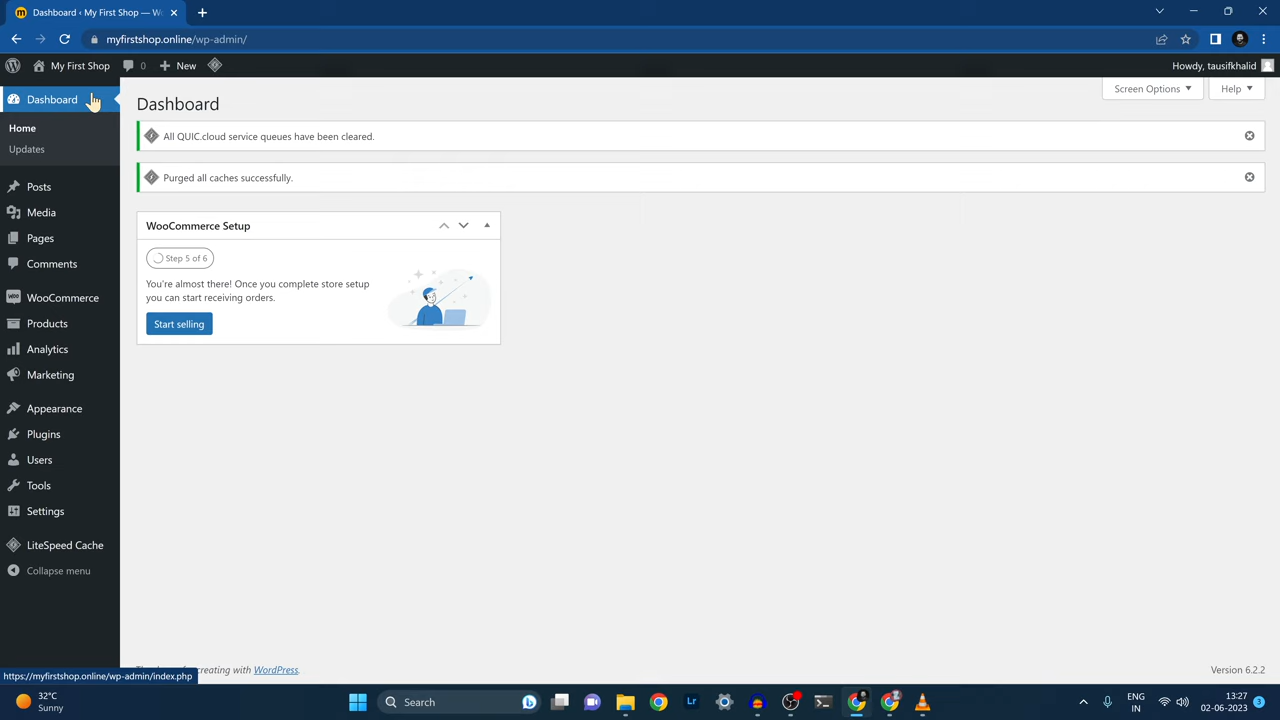 Dashboard ‹ My First Shop — Wo
myfirstshop.online/wp-admin/
My First Shop
0
New
Howdy, tausifkhalid
Dashboard
Home
Updates
Posts
Media
Pages
Comments
WooCommerce
Products
Analytics
Marketing
Appearance
Plugins
Users
Tools
Settings
LiteSpeed Cache
Collapse menu
Screen Options
Help
Dashboard
All QUIC.cloud service queues have been cleared.
Purged all caches successfully.
WooCommerce Setup
Step 5 of 6
You're almost there! Once you complete store setup
you can start receiving orders.
Start selling
creating with WordPress.
Version 6.2.2
https://myfirstshop.online/wp-admin/index.php
32°C
Sunny
Search
Lr
ENG
IN
13:27
02-06-2023
3